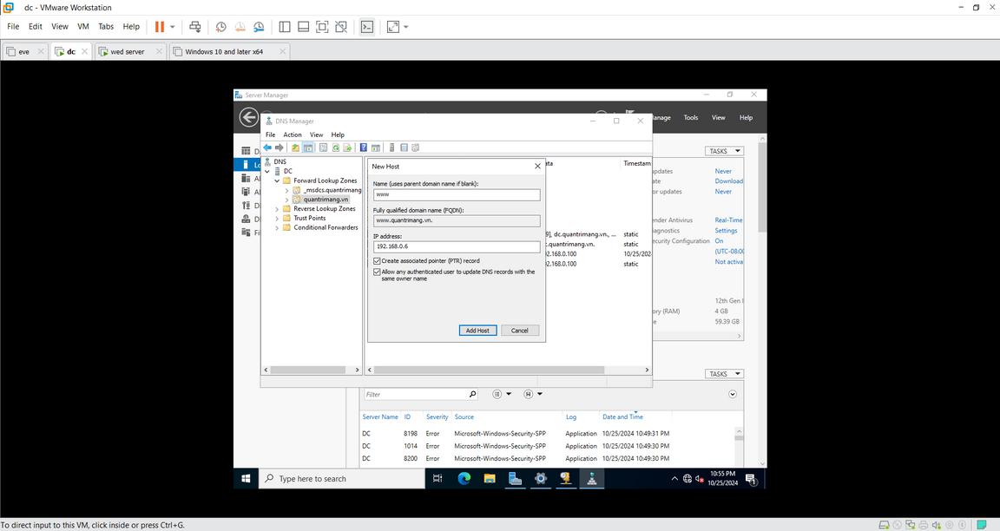 dc - VMware Workstation
File Edit View VM Tabs Help
eve dc wed server Windows 10 and later x64
Server Manager
Manage Tools View Help
DNS Manager
File Action View Help
DNS
DC
Forward Lookup Zones
_msdcs.quantrimang
quantrimang.vn
Reverse Lookup Zones
Trust Points
Conditional Forwarders
ata Timestam
9], dc.quantrimang.vn., ... static
c.quantrimang.vn. static
2.168.0.100 10/25/202
2.168.0.100 static
New Host
Name (uses parent domain name if blank):
www
Fully qualified domain name (FQDN):
www.quantrimang.vn.
IP address:
192.168.0.6
Create associated pointer (PTR) record
Allow any authenticated user to update DNS records with the
same owner name
Add Host Cancel
TASKS
pdates Never
ate Download
or updates Never
ender Antivirus Real-Time
agnostics Settings
ecurity Configuration On
(UTC-08:00
Not activa
12th Gen I
ory (RAM) 4 GB
e 59.39 GB
TASKS
Filter
Server Name ID Severity Source Log Date and Time
DC 8198 Error Microsoft-Windows-Security-SPP Application 10/25/2024 10:49:31 PM
DC 1014 Error Microsoft-Windows-Security-SPP Application 10/25/2024 10:49:30 PM
DC 8200 Error Microsoft-Windows-Security-SPP Application 10/25/2024 10:49:30 PM
Type here to search
10:55 PM
10/25/2024
1
To direct input to this VM, click inside or press Ctrl+G.